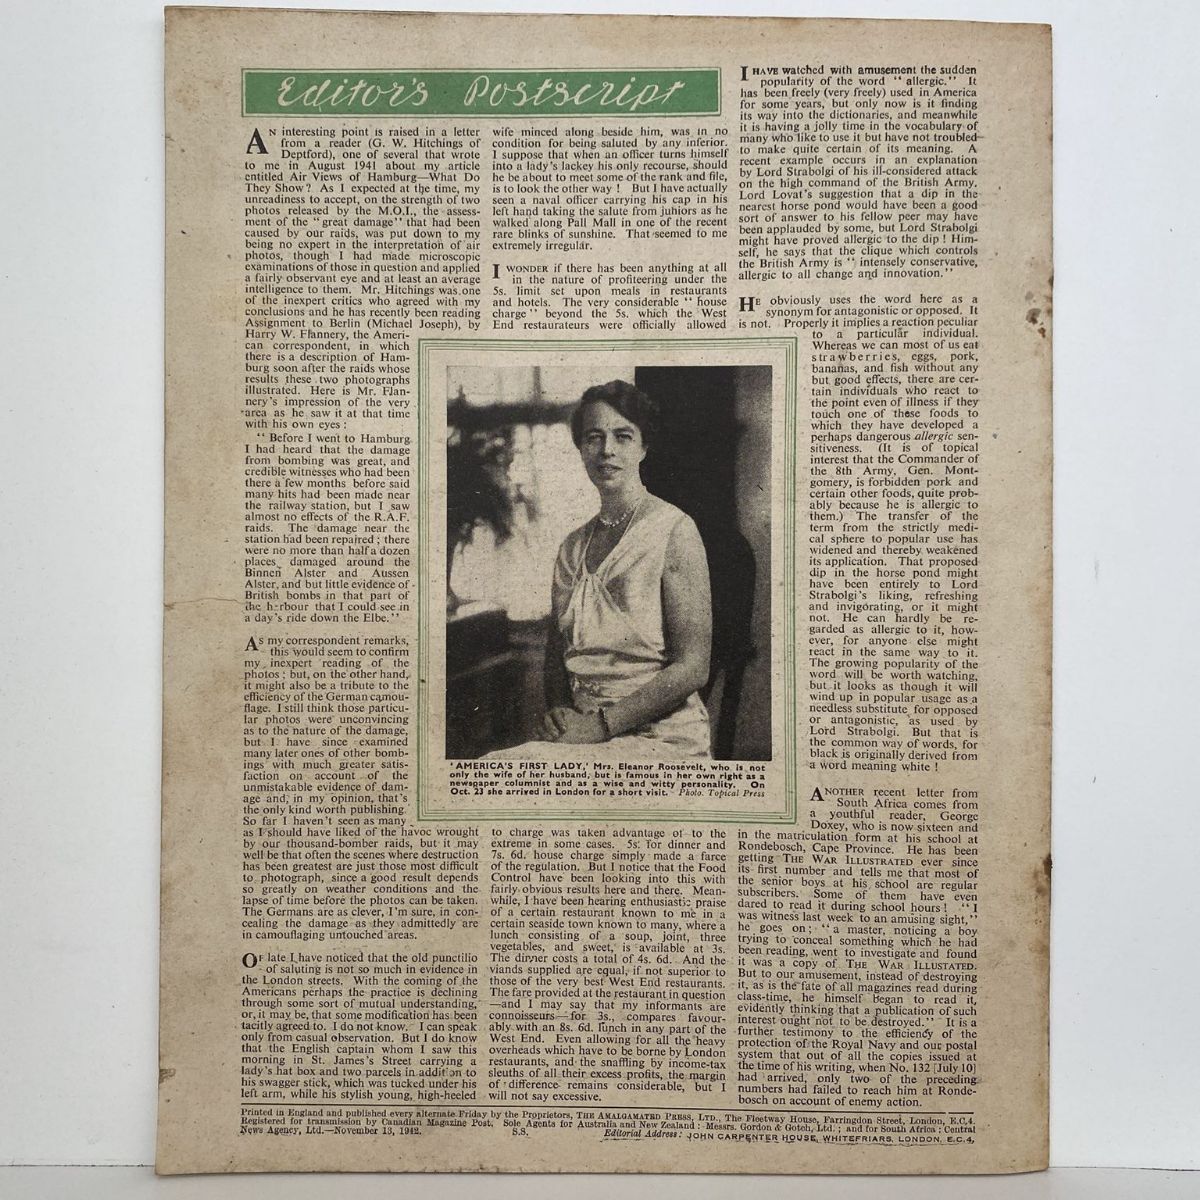 Editor's Postscript
AN interesting point is raised in a letter
from a reader (G. W. Hitchings of
Deptford), one of several that wrote
to me in August 1941 about my article
entitled Air Views of Hamburg—What Do
They Show? As I expected at the time, my
unreadiness to accept, on the strength of two
photos released by the M.O.I., the assess-
ment of the "great damage" that had been
caused by our raids, was put down to my
being no expert in the interpretation of air
photos, though I had made microscopic
examinations of those in question and applied
a fairly observant eye and at least an average
intelligence to them. Mr. Hitchings was one
of the inexpert critics who agreed with my
conclusions and he has recently been reading
Assignment to Berlin (Michael Joseph), by
Harry W. Flannery, the Ameri-
can correspondent, in which
there is a description of Ham-
burg soon after the raids whose
results these two photographs
illustrated. Here is Mr. Flan-
nery's impression of the very
area as he saw it at that time
with his own eyes:
"Before I went to Hamburg
I had heard that the damage
from bombing was great, and
credible witnesses who had been
there a few months before said
many hits had been made near
the railway station, but I saw
almost no effects of the R.A.F.
raids. The damage near the
station had been repaired; there
were no more than half a dozen
places damaged around the
Binnen Alster and Aussen
Alster, and but little evidence of
British bombs in that part of
the harbour that I could see in
a day's ride down the Elbe."
As my correspondent remarks,
this would seem to confirm
my inexpert reading of the
photos; but, on the other hand,
it might also be a tribute to the
efficiency of the German camou-
flage. I still think those particu-
lar photos were unconvincing
as to the nature of the damage,
but I have since examined
many later ones of other bomb-
ings with much greater satis-
faction on account of the
unmistakable evidence of dam-
age and, in my opinion, that's
the only kind worth publishing.
So far I haven't seen as many
as I should have liked of the havoc wrought
by our thousand-bomber raids, but it may
well be that often the scenes where destruction
has been greatest are just those most difficult
to photograph, since a good result depends
so greatly on weather conditions and the
lapse of time before the photos can be taken.
The Germans are as clever, I'm sure, in con-
cealing the damage as they admittedly are
in camouflaging untouched areas.
OF late I have noticed that the old punctilio
of saluting is not so much in evidence in
the London streets. With the coming of the
Americans perhaps the practice is declining
through some sort of mutual understanding,
or, it may be, that some modification has been
tacitly agreed to. I do not know. I can speak
only from casual observation. But I do know
that the English captain whom I saw this
morning in St. James's Street carrying a
lady's hat box and two parcels in addition to
his swagger stick, which was tucked under his
left arm, while his stylish young, high-heeled
wife minced along beside him, was in no
condition for being saluted by any inferior.
I suppose that when an officer turns himself
into a lady's lackey his only recourse, should
he be about to meet some of the rank and file,
is to look the other way! But I have actually
seen a naval officer carrying his cap in his
left hand taking the salute from juniors as he
walked along Pall Mall in one of the recent
rare blinks of sunshine. That seemed to me
extremely irregular.
I WONDER if there has been anything at all
in the nature of profiteering under the
5s. limit set upon meals in restaurants
and hotels. The very considerable "house
charge" beyond the 5s. which the West
End restaurateurs were officially allowed
'AMERICA'S FIRST LADY,' Mrs. Eleanor Roosevelt, who is not
only the wife of her husband, but is famous in her own right as a
newspaper columnist and as a wise and witty personality. On
Oct. 23 she arrived in London for a short visit. Photo, Topical Press
to charge was taken advantage of to the
extreme in some cases. 5s. for dinner and
7s. 6d. house charge simply made a farce
of the regulation. But I notice that the Food
Control have been looking into this with
fairly obvious results here and there. Mean-
while, I have been hearing enthusiastic praise
of a certain restaurant known to me in a
certain seaside town known to many, where a
lunch consisting of a soup, joint, three
vegetables, and sweet, is available at 3s.
The dinner costs a total of 4s. 6d. And the
viands supplied are equal, if not superior to
those of the very best West End restaurants.
The fare provided at the restaurant in question
—and I may say that my informants are
connoisseurs—for 3s., compares favour-
ably with an 8s. 6d. lunch in any part of the
West End. Even allowing for all the heavy
overheads which have to be borne by London
restaurants, and the snaffling by income-tax
sleuths of all their excess profits, the margin
of difference remains considerable, but I
will not say excessive.
I HAVE watched with amusement the sudden
popularity of the word "allergic." It
has been freely (very freely) used in America
for some years, but only now is it finding
its way into the dictionaries, and meanwhile
it is having a jolly time in the vocabulary of
many who like to use it but have not troubled
to make quite certain of its meaning. A
recent example occurs in an explanation
by Lord Strabolgi of his ill-considered attack
on the high command of the British Army.
Lord Lovat's suggestion that a dip in the
nearest horse pond would have been a good
sort of answer to his fellow peer may have
been applauded by some, but Lord Strabolgi
might have proved allergic to the dip! Him-
self, he says that the clique which controls
the British Army is "intensely conservative,
allergic to all change and innovation."
HE obviously uses the word here as a
synonym for antagonistic or opposed. It
is not. Properly it implies a reaction peculiar
to a particular individual.
Whereas we can most of us eat
strawberries, eggs, pork,
bananas, and fish without any
but good effects, there are cer-
tain individuals who react to
the point even of illness if they
touch one of these foods to
which they have developed a
perhaps dangerous allergic sen-
sitiveness. (It is of topical
interest that the Commander of
the 8th Army, Gen. Mont-
gomery, is forbidden pork and
certain other foods, quite prob-
ably because he is allergic to
them.) The transfer of the
term from the strictly medi-
cal sphere to popular use has
widened and thereby weakened
its application. That proposed
dip in the horse pond might
have been entirely to Lord
Strabolgi's liking, refreshing
and invigorating, or it might
not. He can hardly be re-
garded as allergic to it, how-
ever, for anyone else might
react in the same way to it.
The growing popularity of the
word will be worth watching,
but it looks as though it will
wind up in popular usage as a
needless substitute for opposed
or antagonistic, as used by
Lord Strabolgi. But that is
the common way of words, for
black is originally derived from
a word meaning white!
ANOTHER recent letter from
South Africa comes from
a youthful reader, George
Doxey, who is now sixteen and
in the matriculation form at his school at
Rondebosch, Cape Province. He has been
getting THE WAR ILLUSTRATED ever since
its first number and tells me that most of
the senior boys at his school are regular
subscribers. Some of them have even
dared to read it during school hours! "I
was witness last week to an amusing sight,"
he goes on; "a master, noticing a boy
trying to conceal something which he had
been reading, went to investigate and found
it was a copy of THE WAR ILLUSTATED.
But to our amusement, instead of destroying
it, as is the fate of all magazines read during
class-time, he himself began to read it,
evidently thinking that a publication of such
interest ought not to be destroyed." It is a
further testimony to the efficiency of the
protection of the Royal Navy and our postal
system that out of all the copies issued at
the time of his writing, when No. 132 [July 10]
had arrived, only two of the preceding
numbers had failed to reach him at Ronde-
bosch on account of enemy action.
Printed in England and published every alternate Friday by the Proprietors, THE AMALGAMATED PRESS, LTD., The Fleetway House, Farringdon Street, London, E.C.4.
Registered for transmission by Canadian Magazine Post. Sole Agents for Australia and New Zealand: Messrs. Gordon & Gotch, Ltd.; and for South Africa: Central
News Agency, Ltd.—November 13, 1942. S.S. Editorial Address: JOHN CARPENTER HOUSE, WHITEFRIARS, LONDON, E.C.4.